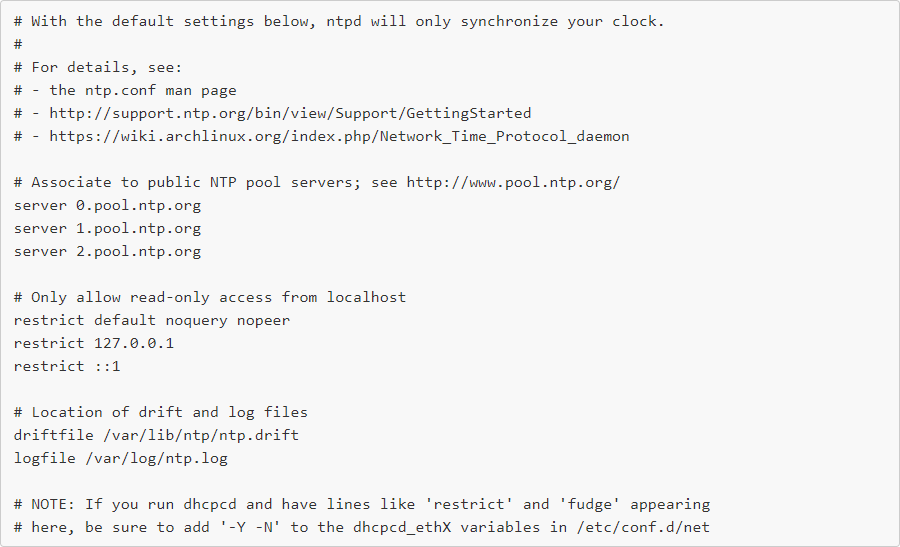 # With the default settings below, ntpd will only synchronize your clock.
#
# For details, see:
# - the ntp.conf man page
# - http://support.ntp.org/bin/view/Support/GettingStarted
# - https://wiki.archlinux.org/index.php/Network_Time_Protocol_daemon

# Associate to public NTP pool servers; see http://www.pool.ntp.org/
server 0.pool.ntp.org
server 1.pool.ntp.org
server 2.pool.ntp.org

# Only allow read-only access from localhost
restrict default noquery nopeer
restrict 127.0.0.1
restrict ::1

# Location of drift and log files
driftfile /var/lib/ntp/ntp.drift
logfile /var/log/ntp.log

# NOTE: If you run dhcpcd and have lines like 'restrict' and 'fudge' appearing
# here, be sure to add '-Y -N' to the dhcpcd_ethX variables in /etc/conf.d/net